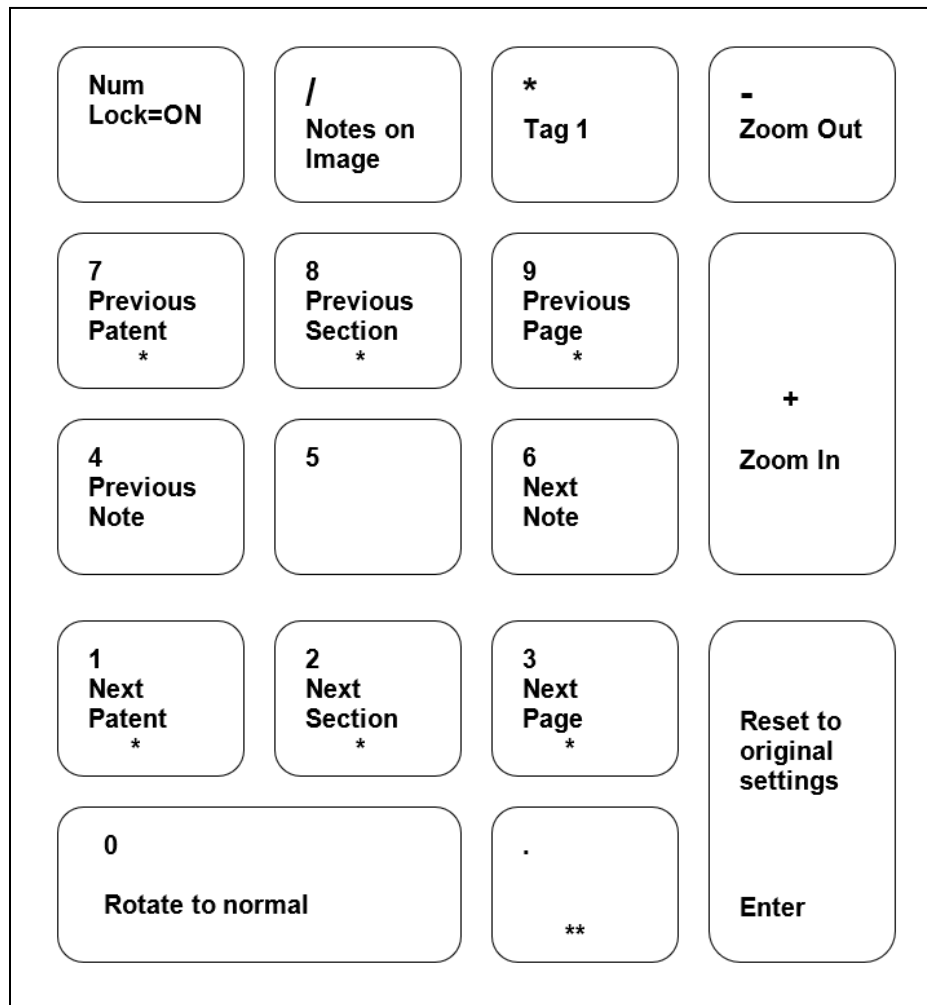 Num
Lock=ON
/
Notes on
Image
*
Tag 1
-
Zoom Out
7
Previous
Patent
*
8
Previous
Section
*
9
Previous
Page
*
+
Zoom In
4
Previous
Note
5
6
Next
Note
1
Next
Patent
*
2
Next
Section
*
3
Next
Page
*
Reset to
original
settings
Enter
0
Rotate to normal
.
**